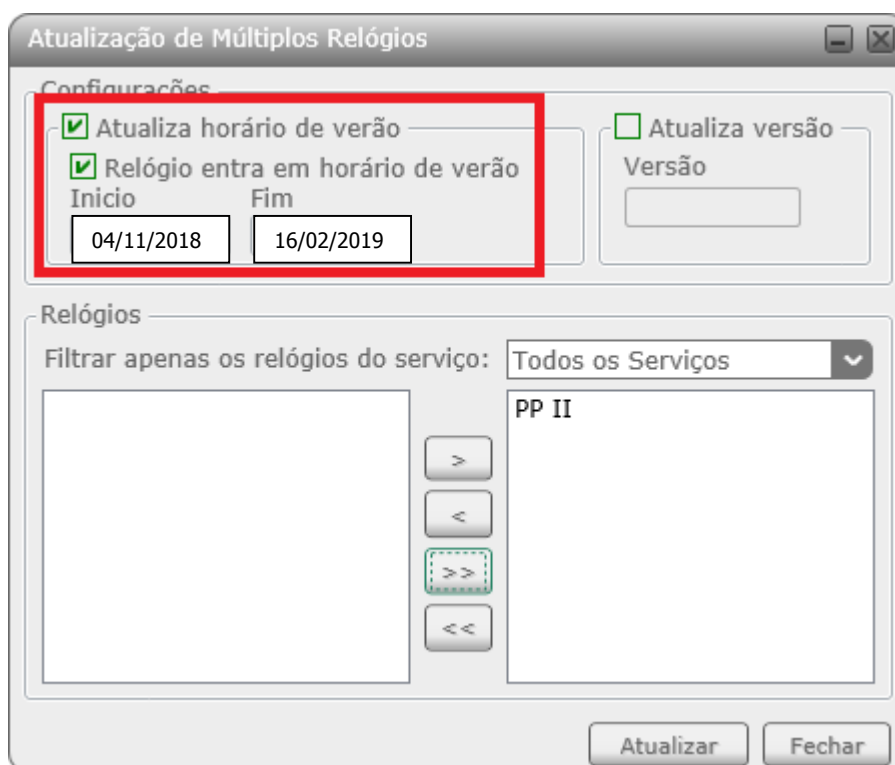 Atualização de Múltiplos Relógios
Configurações
Atualiza horário de verão
Atualiza versão
Relógio entra em horário de verão
Versão
Inicio Fim
04/11/2018 16/02/2019
Relógios
Filtrar apenas os relógios do serviço: Todos os Serviços
PP II
>
<
>>
<<
Atualizar Fechar